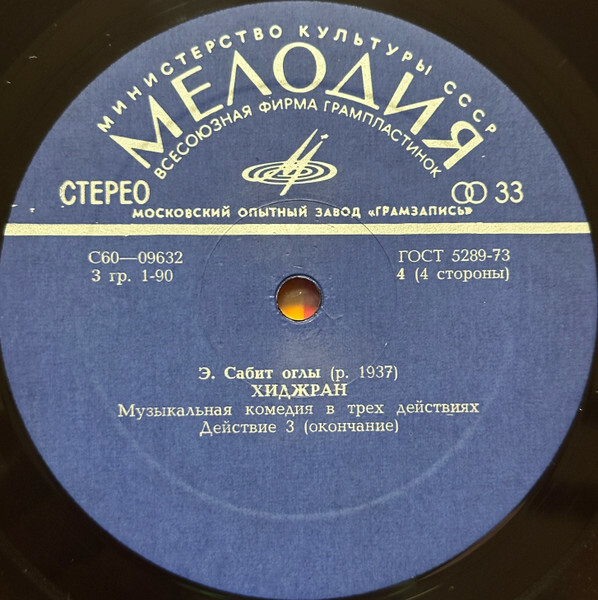 МИНИСТЕРСТВО КУЛЬТУРЫ СССР
МЕЛОДИЯ
ВСЕСОЮЗНАЯ ФИРМА ГРАМПЛАСТИНОК
СТЕРЕО
33
МОСКОВСКИЙ ОПЫТНЫЙ ЗАВОД «ГРАМЗАПИСЬ»
С60—09632
ГОСТ 5289-73
3 гр. 1-90
4 (4 стороны)
Э. Сабит оглы (р. 1937)
ХИДЖРАН
Музыкальная комедия в трех действиях
Действие 3 (окончание)